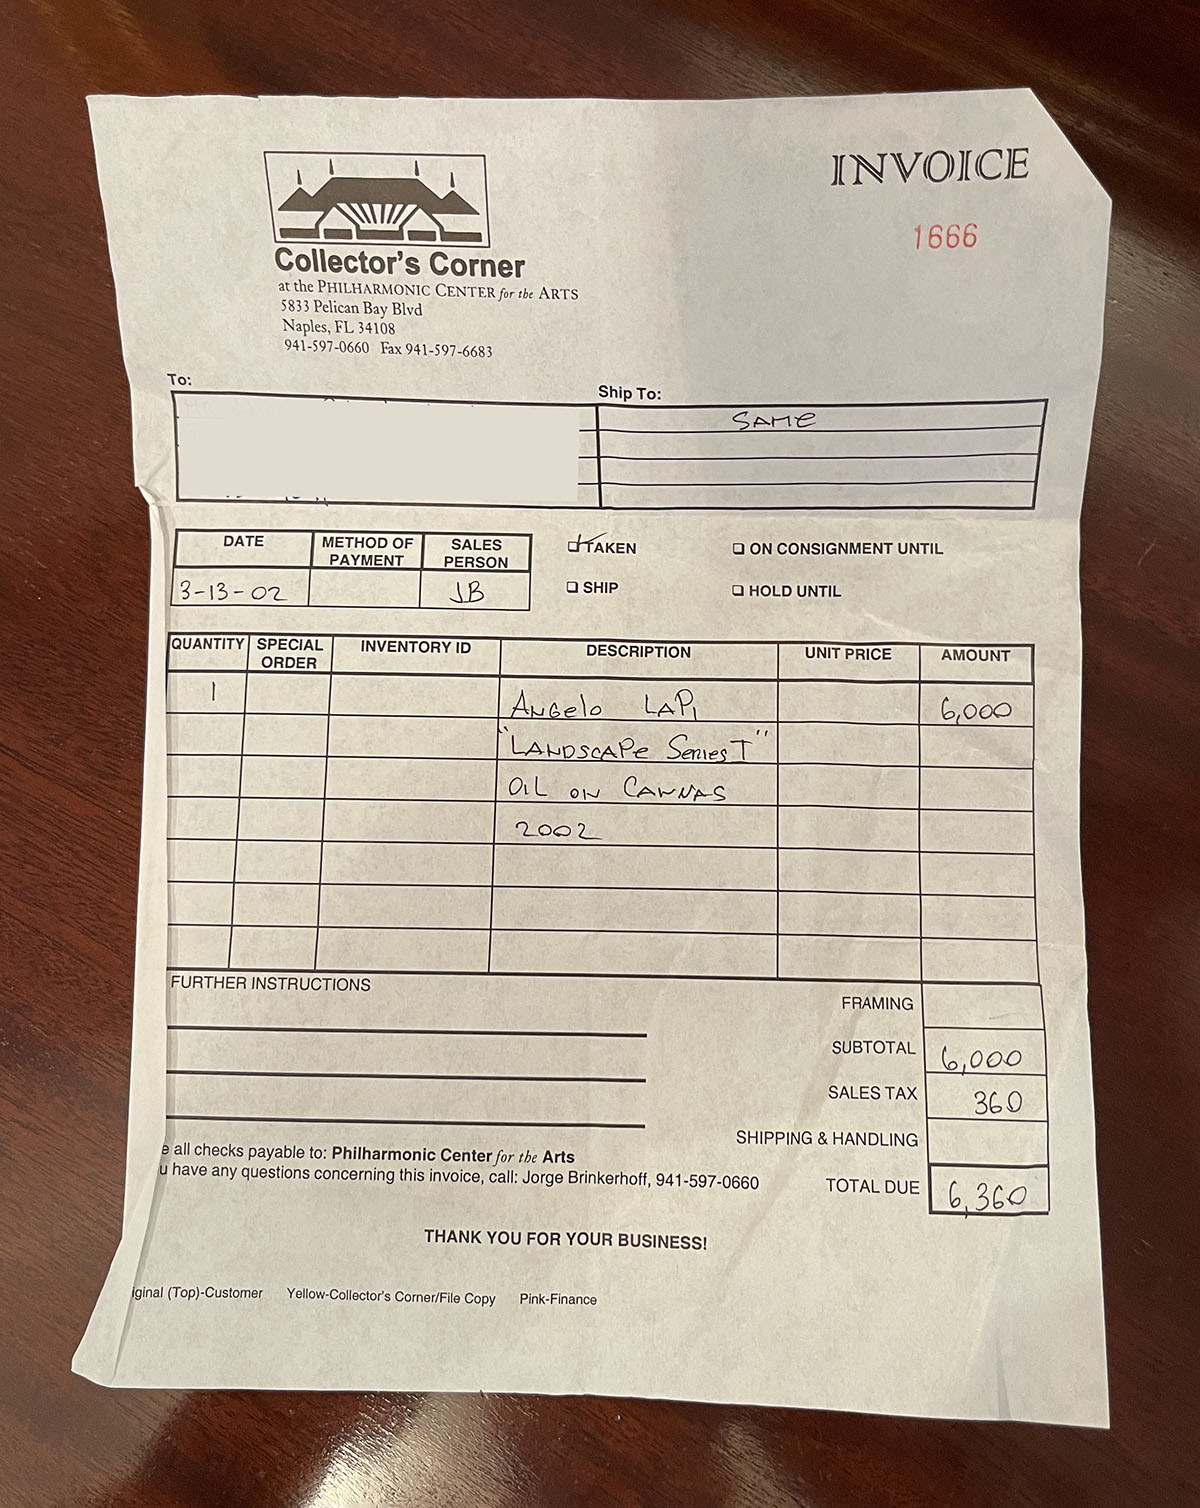 INVOICE
1666
Collector's Corner
at the PHILHARMONIC CENTER for the ARTS
5833 Pelican Bay Blvd
Naples, FL 34108
941-597-0660 Fax 941-597-6683
To:
Ship To:
SAME
DATE
METHOD OF PAYMENT
SALES PERSON
3-13-02
JB
TAKEN
ON CONSIGNMENT UNTIL
SHIP
HOLD UNTIL
QUANTITY SPECIAL ORDER INVENTORY ID DESCRIPTION UNIT PRICE AMOUNT
1 ANGELO LAPI 6,000
"LANDSCAPE SERIES I"
OIL ON CANVAS
2002
FURTHER INSTRUCTIONS
FRAMING
SUBTOTAL 6,000
SALES TAX 360
SHIPPING & HANDLING
TOTAL DUE 6,360
e all checks payable to: Philharmonic Center for the Arts
u have any questions concerning this invoice, call: Jorge Brinkerhoff, 941-597-0660
THANK YOU FOR YOUR BUSINESS!
iginal (Top)-Customer Yellow-Collector's Corner/File Copy Pink-Finance